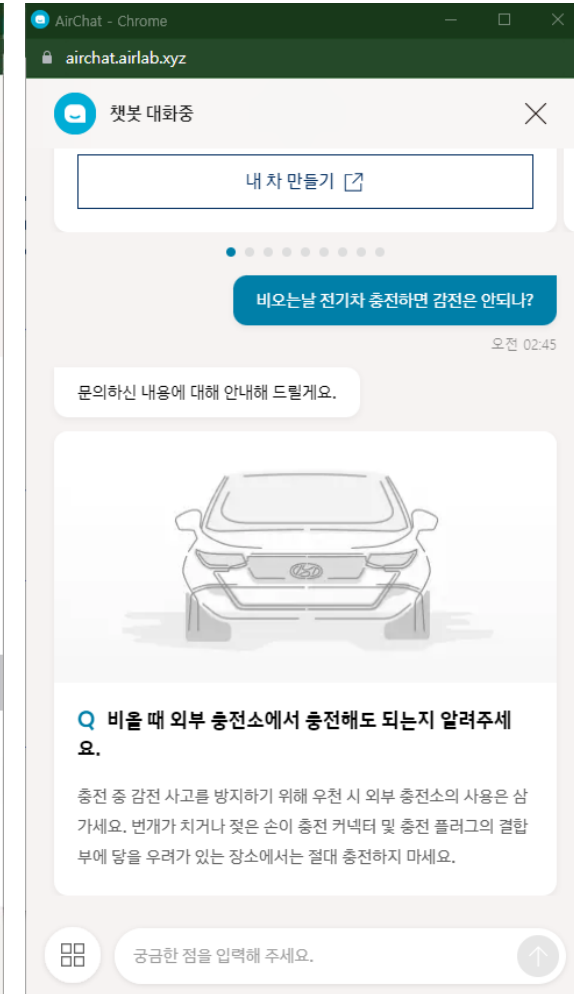 AirChat - Chrome
airchat.airlab.xyz
챗봇 대화중
내 차 만들기
비오는날 전기차 충전하면 감전은 안되나?
오전 02:45
문의하신 내용에 대해 안내해 드릴게요.
Q 비올 때 외부 충전소에서 충전해도 되는지 알려주세
요.
충전 중 감전 사고를 방지하기 위해 우천 시 외부 충전소의 사용은 삼
가세요. 번개가 치거나 젖은 손이 충전 커넥터 및 충전 플러그의 결합
부에 닿을 우려가 있는 장소에서는 절대 충전하지 마세요.
궁금한 점을 입력해 주세요.